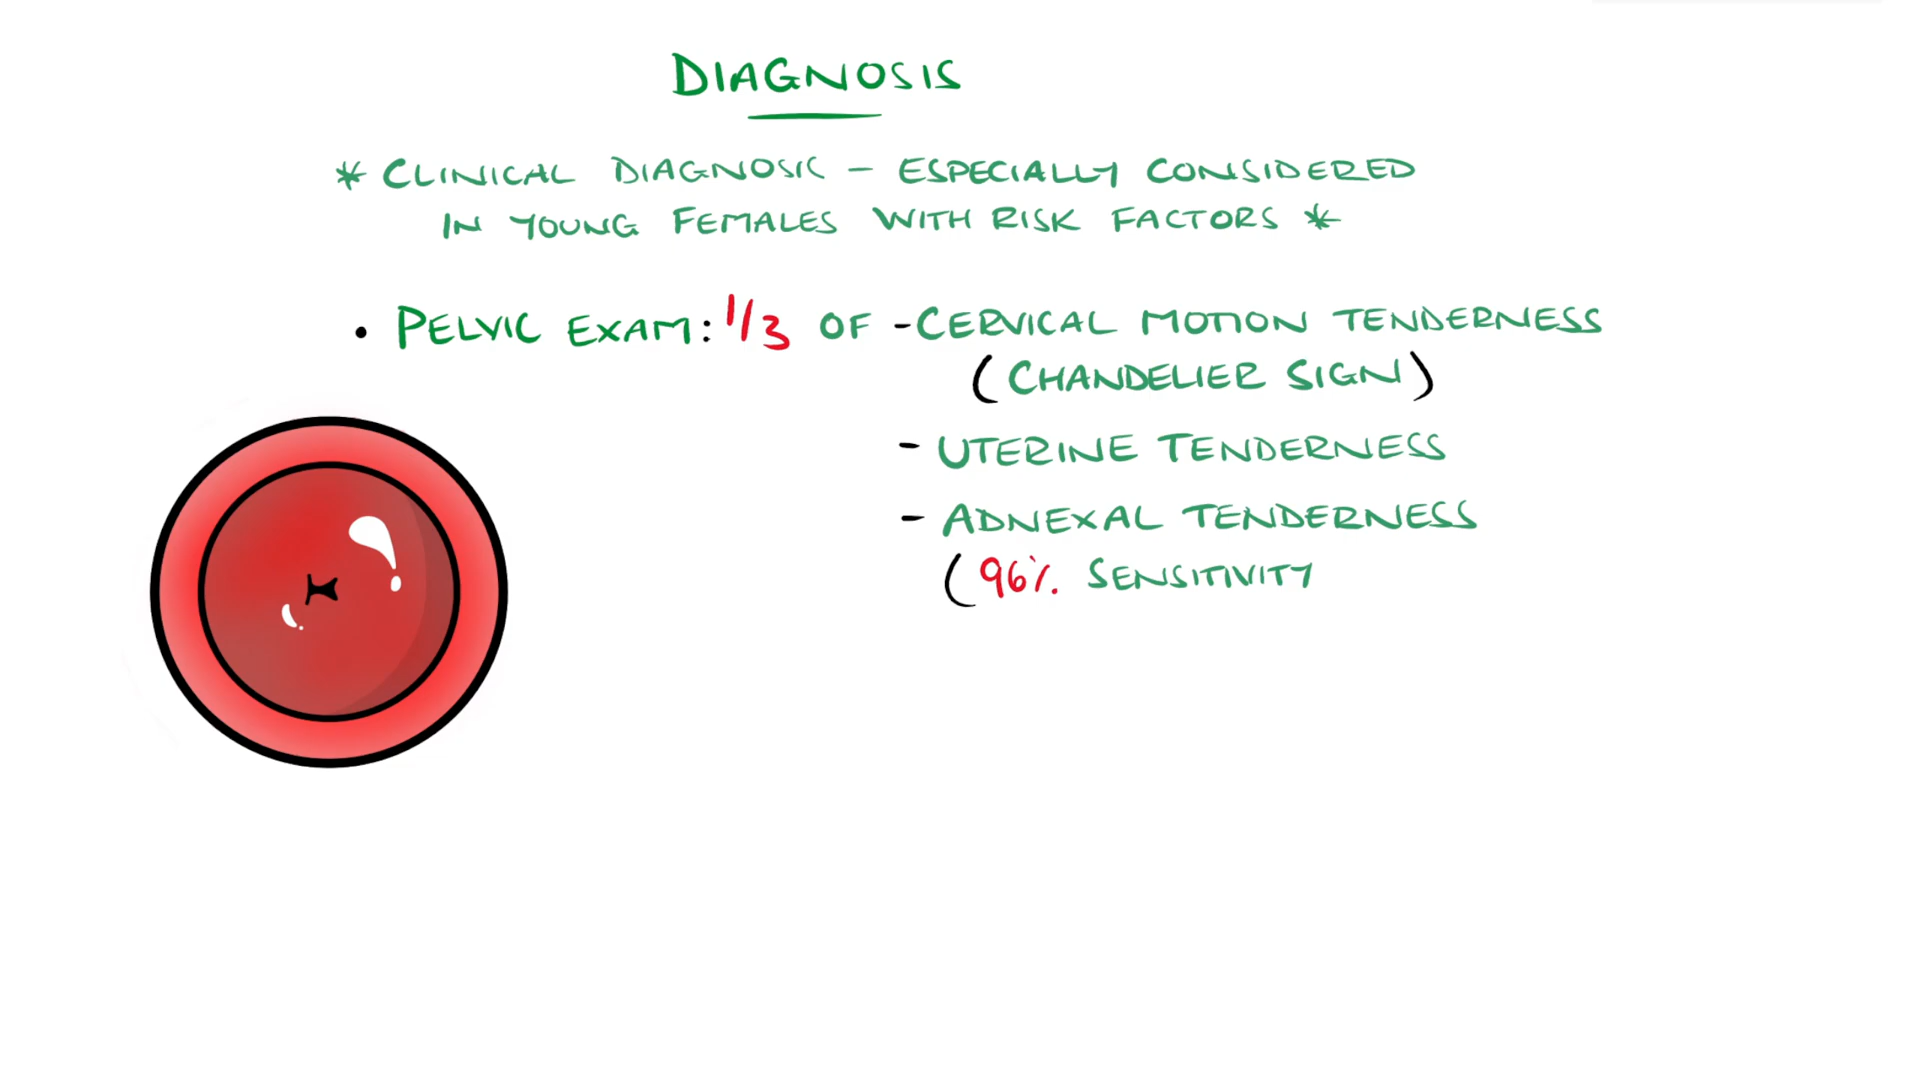 DIAGNOSIS
* CLINICAL DIAGNOSIS - ESPECIALLY CONSIDERED
IN YOUNG FEMALES WITH RISK FACTORS *
• PELVIC EXAM: 1/3 OF - CERVICAL MOTION TENDERNESS
(CHANDELIER SIGN)
- UTERINE TENDERNESS
- ADNEXAL TENDERNESS
(96% SENSITIVITY